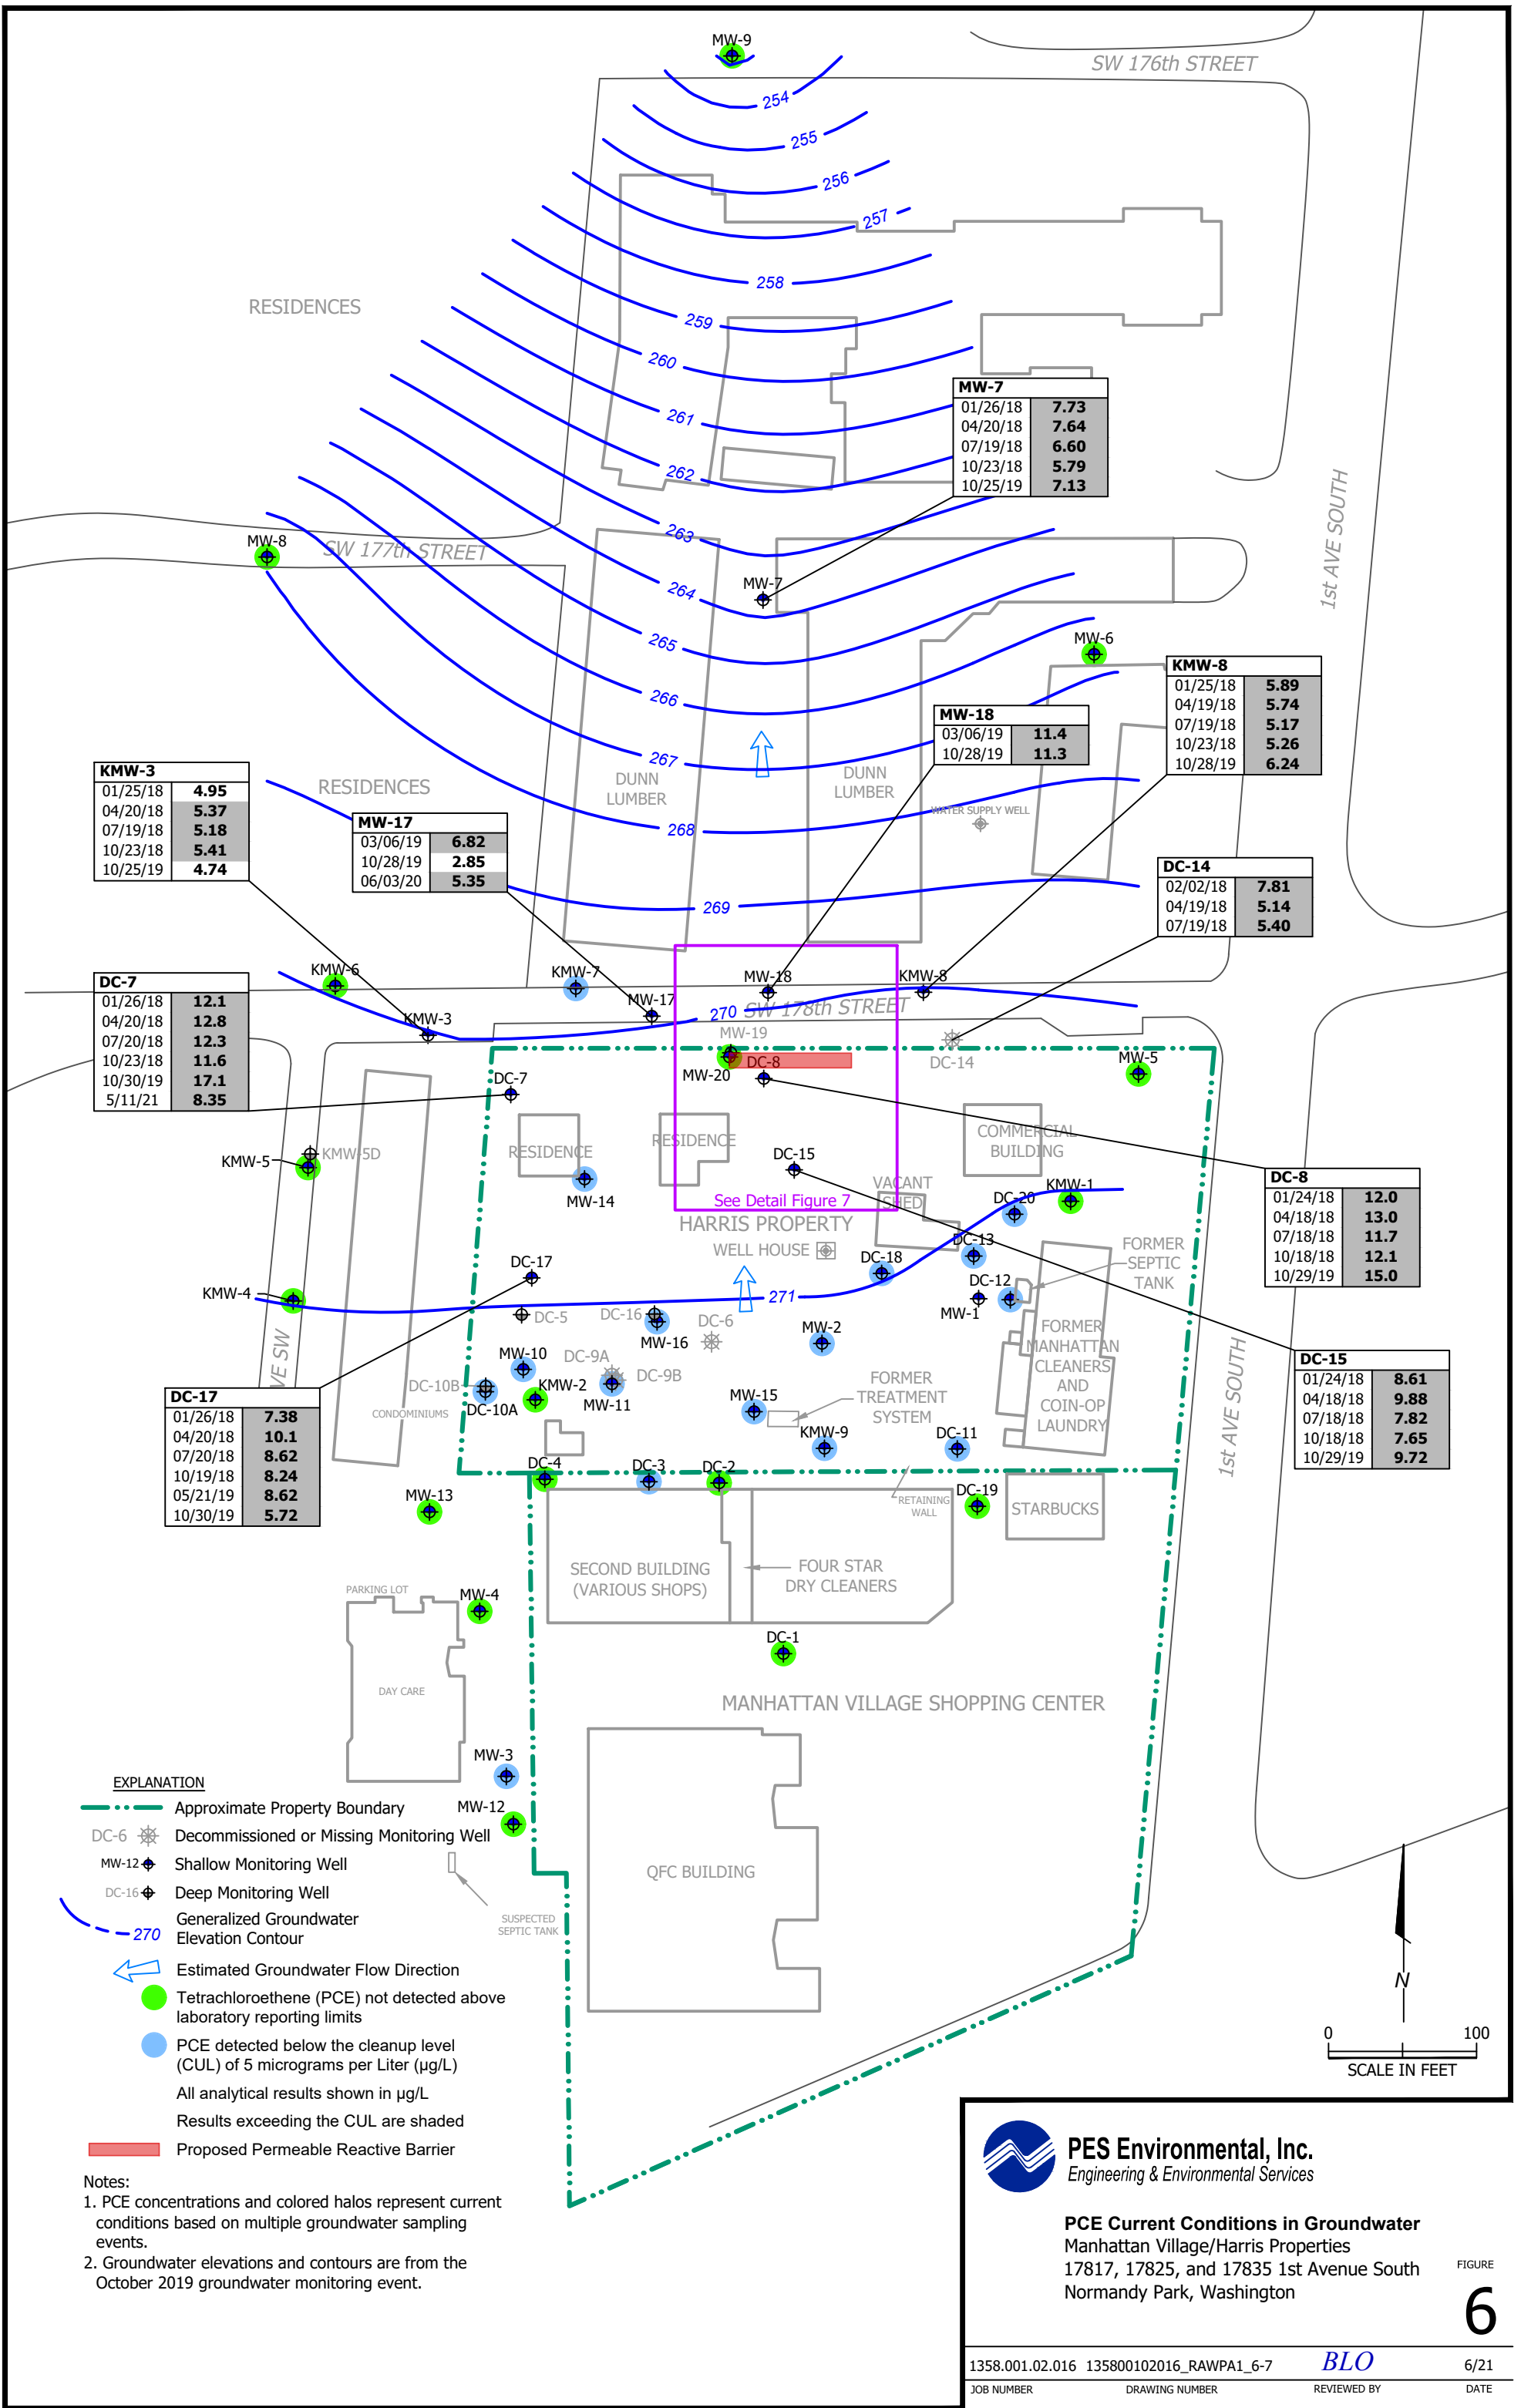 MW-9
SW 176th STREET
254
255
256
257
258
RESIDENCES
259
260
261
262
263
MW-7
01/26/18 7.73
04/20/18 7.64
07/19/18 6.60
10/23/18 5.79
10/25/19 7.13
1st AVE SOUTH
MW-8
SW 177th STREET
264
MW-7
265
266
MW-6
KMW-8
01/25/18 5.89
04/19/18 5.74
07/19/18 5.17
10/23/18 5.26
10/28/19 6.24
MW-18
03/06/19 11.4
10/28/19 11.3
267
KMW-3
01/25/18 4.95
04/20/18 5.37
07/19/18 5.18
10/23/18 5.41
10/25/19 4.74
RESIDENCES
DUNN
LUMBER
DUNN
LUMBER
WATER SUPPLY WELL
MW-17
03/06/19 6.82
10/28/19 2.85
06/03/20 5.35
268
DC-14
02/02/18 7.81
04/19/18 5.14
07/19/18 5.40
269
DC-7
01/26/18 12.1
04/20/18 12.8
07/20/18 12.3
10/23/18 11.6
10/30/19 17.1
5/11/21 8.35
KMW-6
KMW-7
MW-18
KMW-8
MW-17
KMW-3
270
SW 178th STREET
MW-19
DC-14
MW-20
DC-8
MW-5
DC-7
RESIDENCE
RESIDENCE
COMMERCIAL
BUILDING
KMW-5
KMW-5D
DC-15
MW-14
See Detail Figure 7
VACANT
SHED
DC-20
KMW-1
DC-8
01/24/18 12.0
04/18/18 13.0
07/18/18 11.7
10/18/18 12.1
10/29/19 15.0
HARRIS PROPERTY
WELL HOUSE
DC-13
DC-18
FORMER
SEPTIC
TANK
DC-17
DC-12
MW-1
KMW-4
271
DC-5
DC-16
MW-16
DC-6
MW-2
FORMER
MANHATTAN
CLEANERS
AND
COIN-OP
LAUNDRY
VE SW
MW-10
DC-9A
DC-9B
DC-10B
DC-10A
KMW-2
MW-11
MW-15
FORMER
TREATMENT
SYSTEM
DC-15
01/24/18 8.61
04/18/18 9.88
07/18/18 7.82
10/18/18 7.65
10/29/19 9.72
1st AVE SOUTH
CONDOMINIUMS
DC-17
01/26/18 7.38
04/20/18 10.1
07/20/18 8.62
10/19/18 8.24
05/21/19 8.62
10/30/19 5.72
KMW-9
DC-11
DC-4
DC-3
DC-2
MW-13
RETAINING
WALL
DC-19
STARBUCKS
SECOND BUILDING
(VARIOUS SHOPS)
FOUR STAR
DRY CLEANERS
PARKING LOT
MW-4
DC-1
DAY CARE
MANHATTAN VILLAGE SHOPPING CENTER
MW-3
MW-12
QFC BUILDING
SUSPECTED
SEPTIC TANK
EXPLANATION
Approximate Property Boundary
DC-6 Decommissioned or Missing Monitoring Well
MW-12 Shallow Monitoring Well
DC-16 Deep Monitoring Well
270 Generalized Groundwater
Elevation Contour
Estimated Groundwater Flow Direction
Tetrachloroethene (PCE) not detected above
laboratory reporting limits
PCE detected below the cleanup level
(CUL) of 5 micrograms per Liter (µg/L)
All analytical results shown in µg/L
Results exceeding the CUL are shaded
Proposed Permeable Reactive Barrier
Notes:
1. PCE concentrations and colored halos represent current
conditions based on multiple groundwater sampling
events.
2. Groundwater elevations and contours are from the
October 2019 groundwater monitoring event.
N
0 100
SCALE IN FEET
PES Environmental, Inc.
Engineering & Environmental Services
PCE Current Conditions in Groundwater
Manhattan Village/Harris Properties
17817, 17825, and 17835 1st Avenue South
Normandy Park, Washington
FIGURE
6
1358.001.02.016 135800102016_RAWPA1_6-7 BLO 6/21
JOB NUMBER DRAWING NUMBER REVIEWED BY DATE